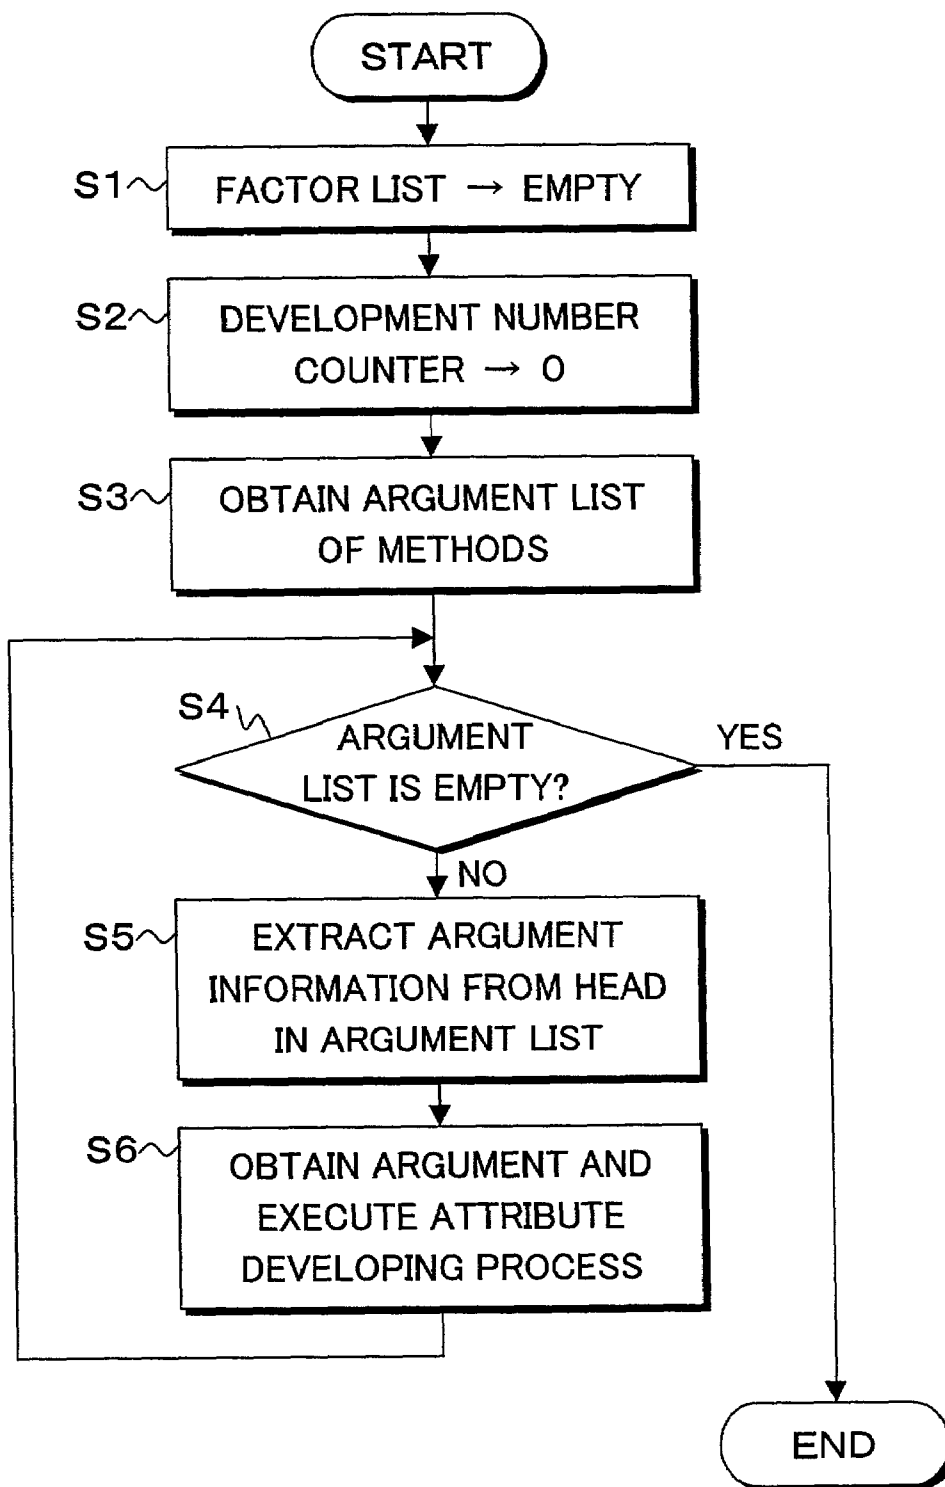 START
S1
FACTOR LIST → EMPTY
S2
DEVELOPMENT NUMBER
COUNTER → 0
S3
OBTAIN ARGUMENT LIST
OF METHODS
S4
ARGUMENT
LIST IS EMPTY?
YES
NO
S5
EXTRACT ARGUMENT
INFORMATION FROM HEAD
IN ARGUMENT LIST
S6
OBTAIN ARGUMENT AND
EXECUTE ATTRIBUTE
DEVELOPING PROCESS
END